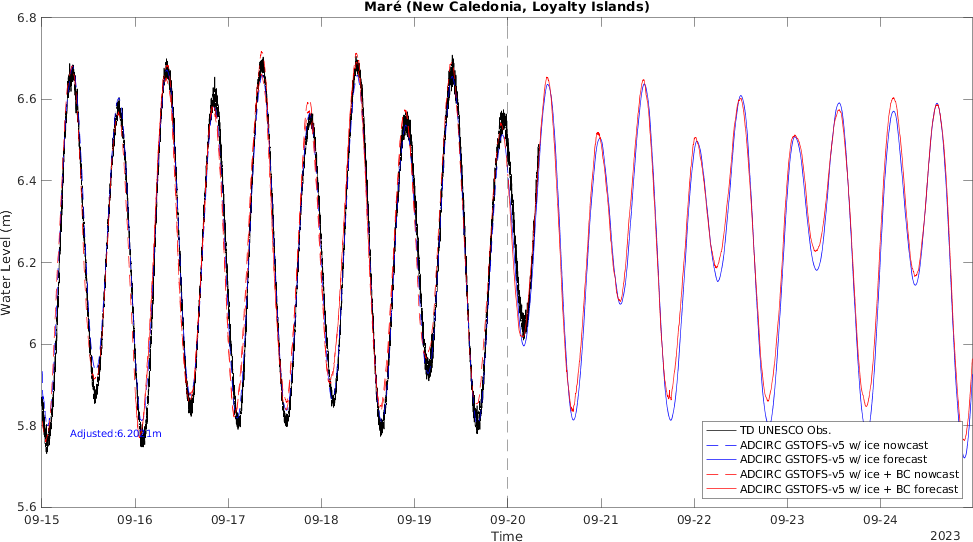 Maré (New Caledonia, Loyalty Islands)
6.8
6.6
6.4
6.2
6
5.8
5.6
Water Level (m)
09-15
09-16
09-17
09-18
09-19
09-20
09-21
09-22
09-23
09-24
Time
2023
TD UNESCO Obs.
ADCIRC GSTOFS-v5 w/ ice nowcast
ADCIRC GSTOFS-v5 w/ ice forecast
ADCIRC GSTOFS-v5 w/ ice + BC nowcast
ADCIRC GSTOFS-v5 w/ ice + BC forecast